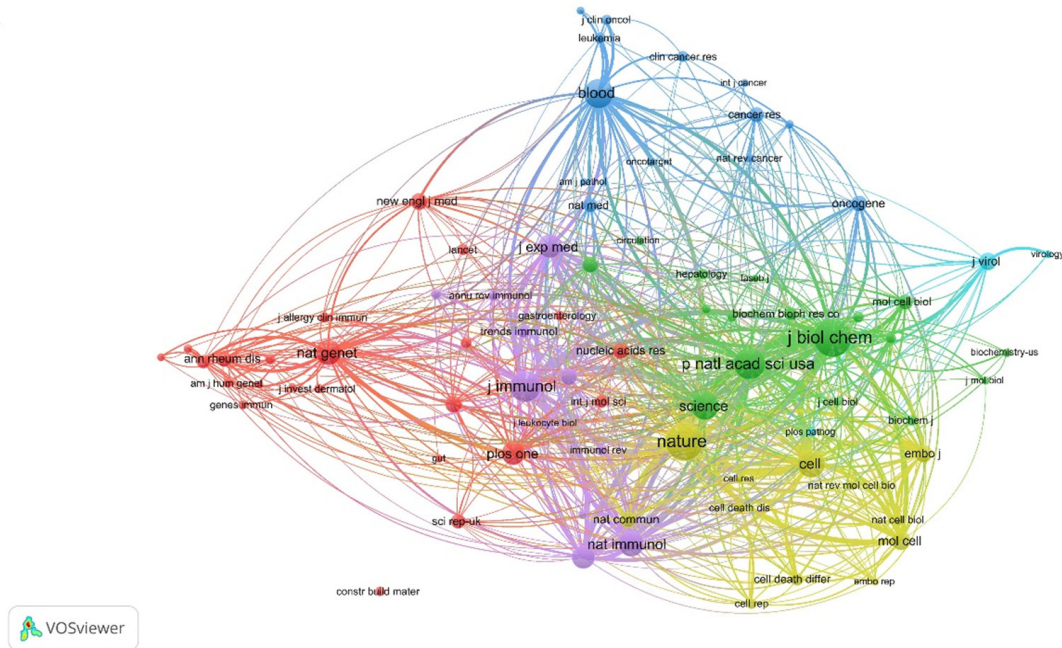 j clin oncol
leukemia
clin cancer res
int j cancer
blood
cancer res
nat rev cancer
oncotarget
am j pathol
new engl j med
nat med
oncogene
circulation
lancet
j exp med
virology
j virol
hepatology
faseb j
annu rev immunol
mol cell biol
gastroenterology
biochem bioph res co
j allergy clin immun
trends immunol
j biol chem
nucleic acids res
nat genet
ann rheum dis
biochemistry-us
p natl acad sci usa
am j hum genet
j invest dermatol
j immunol
j mol biol
genes immun
int j mol sci
science
j cell biol
j leukocyte biol
biochem j
plos pathog
nature
immunol rev
plos one
embo j
gut
cell
cell res
nat rev mol cell bio
cell death dis
sci rep-uk
nat commun
nat cell biol
mol cell
nat immunol
cell death differ
embo rep
constr build mater
cell rep
VOSviewer